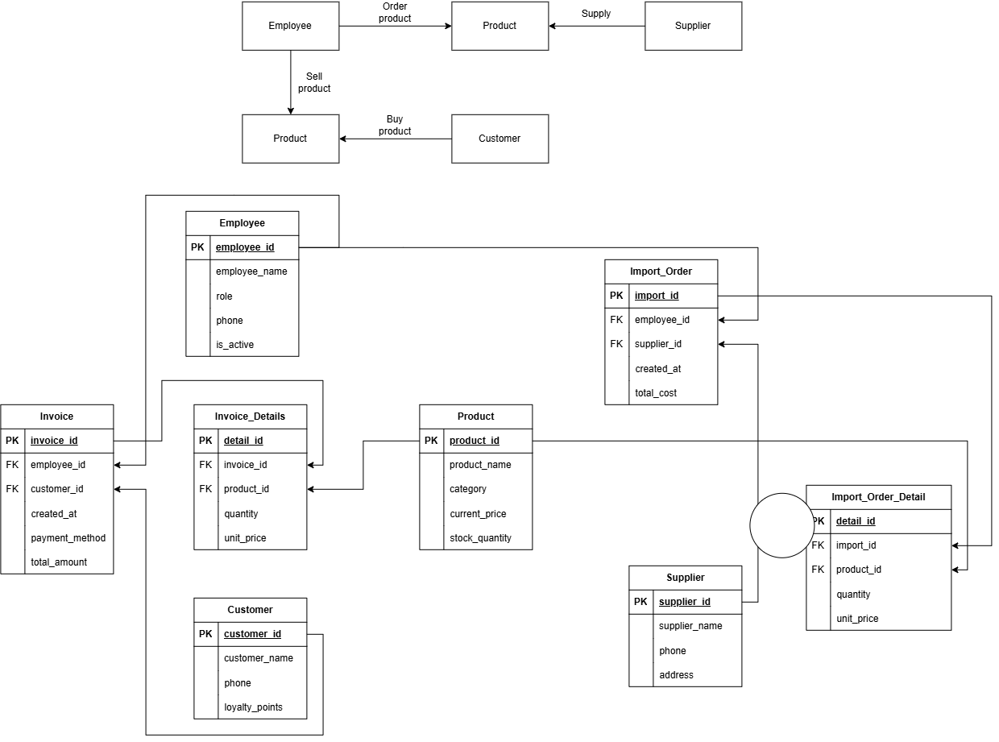 Order
product
Supply
Employee
Product
Supplier
Sell
product
Buy
product
Product
Customer
Employee
PK employee_id
employee_name
role
phone
is_active
Import_Order
PK import_id
FK employee_id
FK supplier_id
created_at
total_cost
Invoice
PK invoice_id
FK employee_id
FK customer_id
created_at
payment_method
total_amount
Invoice_Details
PK detail_id
FK invoice_id
FK product_id
quantity
unit_price
Product
PK product_id
product_name
category
current_price
stock_quantity
Import_Order_Detail
PK detail_id
FK import_id
FK product_id
quantity
unit_price
Supplier
PK supplier_id
supplier_name
phone
address
Customer
PK customer_id
customer_name
phone
loyalty_points